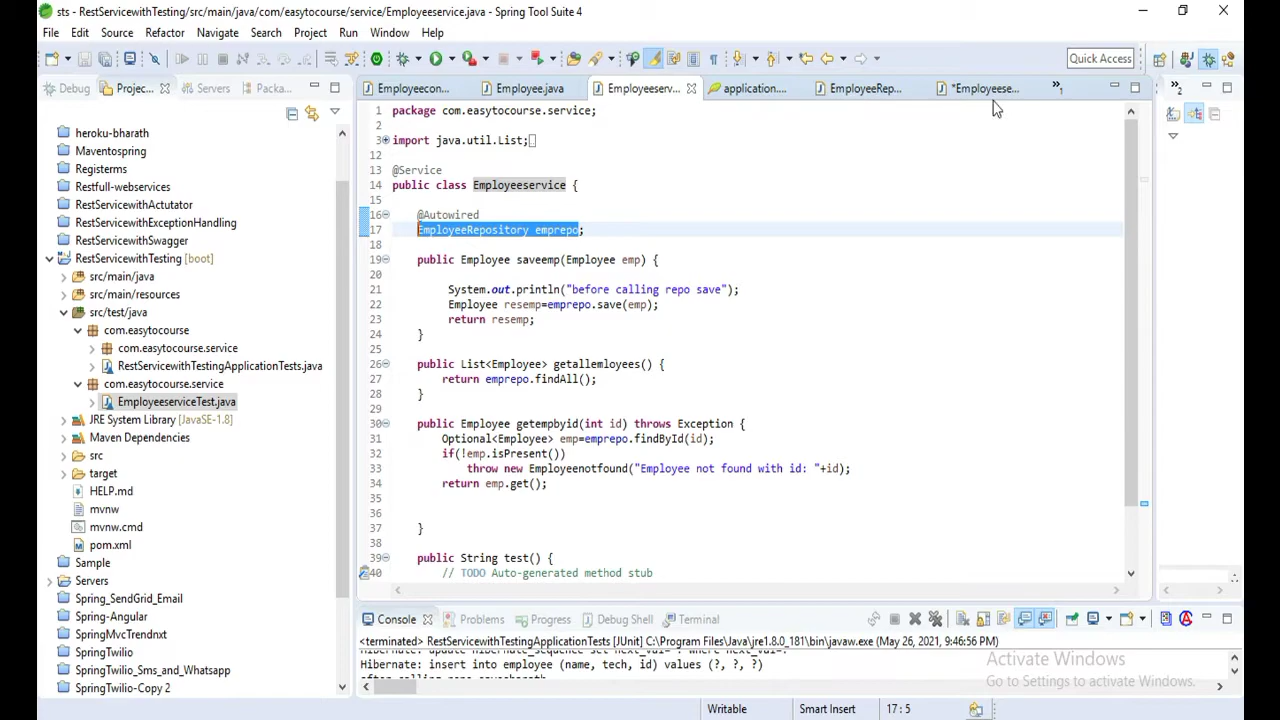 sts - RestServicewithTesting/src/main/java/com/easytocourse/service/Employeeservice.java - Spring Tool Suite 4
File Edit Source Refactor Navigate Search Project Run Window Help
Quick Access
Debug Projec... Servers Packa...
Employeecon... Employee.java Employeeserv... application.... EmployeeRep... *Employeese... »1
»2
heroku-bharath
Maventospring
Registerms
Restfull-webservices
RestServicewithActutator
RestServicewithExceptionHandling
RestServicewithSwagger
RestServicewithTesting [boot]
src/main/java
src/main/resources
src/test/java
com.easytocourse
com.easytocourse.service
RestServicewithTestingApplicationTests.java
com.easytocourse.service
EmployeeserviceTest.java
JRE System Library [JavaSE-1.8]
Maven Dependencies
src
target
HELP.md
mvnw
mvnw.cmd
pom.xml
Sample
Servers
Spring_SendGrid_Email
Spring-Angular
SpringMvcTrendnxt
SpringTwilio
SpringTwilio_Sms_and_Whatsapp
SpringTwilio-Copy 2
1 package com.easytocourse.service;
2
3 import java.util.List;
12
13 @Service
14 public class Employeeservice {
15
16 @Autowired
17 EmployeeRepository emprepo;
18
19 public Employee saveemp(Employee emp) {
20
21 System.out.println("before calling repo save");
22 Employee resemp=emprepo.save(emp);
23 return resemp;
24 }
25
26 public List<Employee> getallemloyees() {
27 return emprepo.findAll();
28 }
29
30 public Employee getempbyid(int id) throws Exception {
31 Optional<Employee> emp=emprepo.findById(id);
32 if(!emp.isPresent())
33 throw new Employeenotfound("Employee not found with id: "+id);
34 return emp.get();
35
36
37 }
38
39 public String test() {
40 // TODO Auto-generated method stub
Console Problems Progress Debug Shell Terminal
<terminated> RestServicewithTestingApplicationTests [JUnit] C:\Program Files\Java\jre1.8.0_181\bin\javaw.exe (May 26, 2021, 9:46:56 PM)
Hibernate: update hibernate_sequence set next_val= ? where next_val=?
Hibernate: insert into employee (name, tech, id) values (?, ?, ?)
Activate Windows
Go to Settings to activate Windows.
Writable Smart Insert 17 : 5